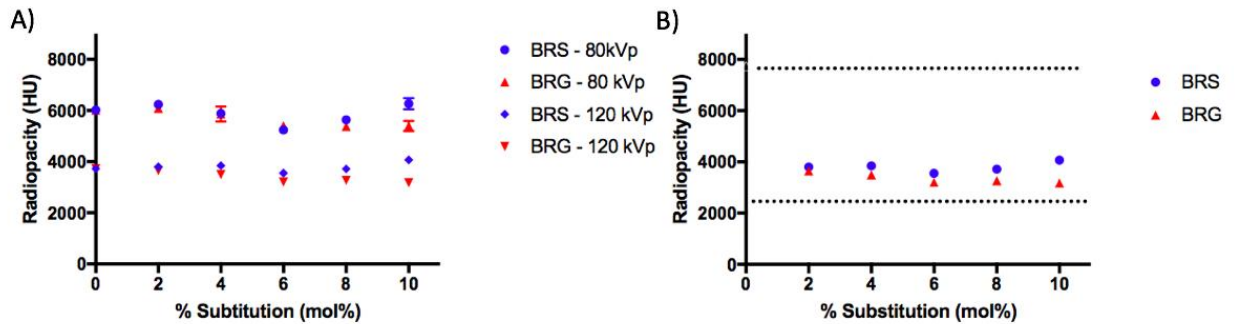 A)
Radiopacity (HU)
8000
6000
4000
2000
0
0 2 4 6 8 10
% Subtitution (mol%)
BRS - 80kVp
BRG - 80 kVp
BRS - 120 kVp
BRG - 120 kVp
B)
Radiopacity (HU)
8000
6000
4000
2000
0
0 2 4 6 8 10
% Substitution (mol%)
BRS
BRG